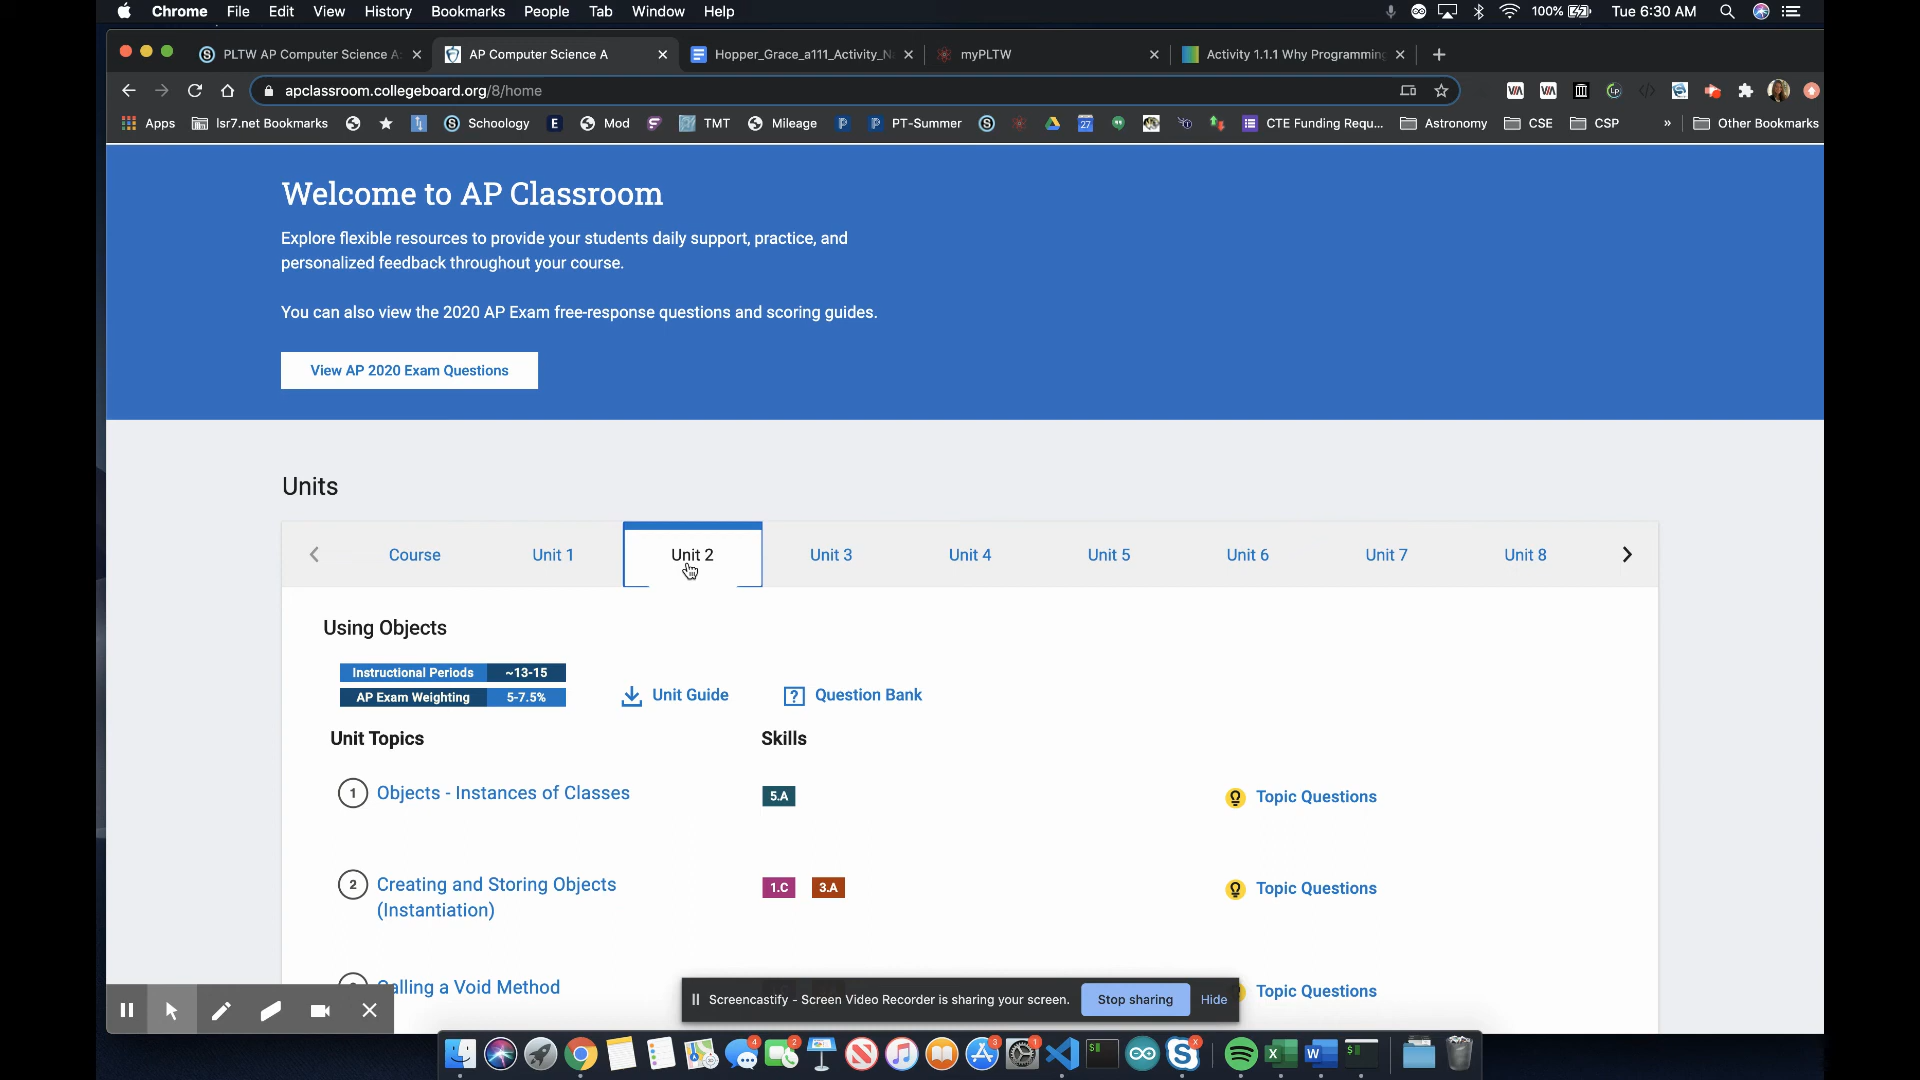 Chrome File Edit View History Bookmarks People Tab Window Help 100% Tue 6:30 AM
PLTW AP Computer Science A AP Computer Science A Hopper_Grace_a111_Activity_N myPLTW Activity 1.1.1 Why Programming
apclassroom.collegeboard.org/8/home
Apps lsr7.net Bookmarks Schoology Mod TMT Mileage PT-Summer CTE Funding Requ... Astronomy CSE CSP » Other Bookmarks
Welcome to AP Classroom
Explore flexible resources to provide your students daily support, practice, and
personalized feedback throughout your course.
You can also view the 2020 AP Exam free-response questions and scoring guides.
View AP 2020 Exam Questions
Units
Course Unit 1 Unit 2 Unit 3 Unit 4 Unit 5 Unit 6 Unit 7 Unit 8
Using Objects
Instructional Periods ~13-15
AP Exam Weighting 5-7.5%
Unit Guide Question Bank
Unit Topics Skills
1 Objects - Instances of Classes 5.A Topic Questions
2 Creating and Storing Objects 1.C 3.A Topic Questions
(Instantiation)
Calling a Void Method Topic Questions
Screencastify - Screen Video Recorder is sharing your screen. Stop sharing Hide